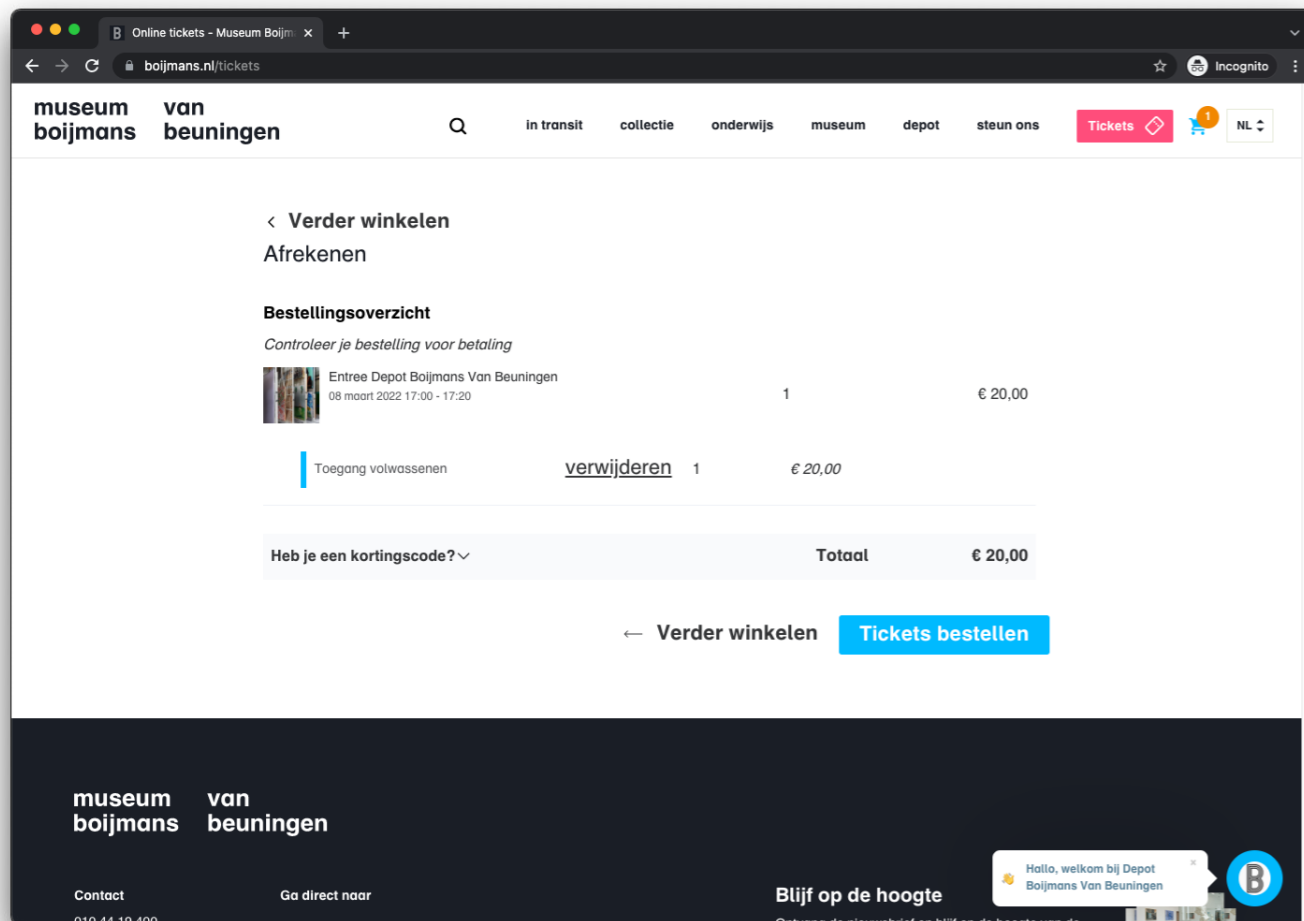 Online tickets - Museum Boijm
boijmans.nl/tickets
Incognito
museum van
boijmans beuningen
in transit collectie onderwijs museum depot steun ons Tickets 1 NL
Verder winkelen
Afrekenen
Bestellingsoverzicht
Controleer je bestelling voor betaling
Entree Depot Boijmans Van Beuningen
08 maart 2022 17:00 - 17:20
1 € 20,00
Toegang volwassenen verwijderen 1 € 20,00
Heb je een kortingscode? Totaal € 20,00
← Verder winkelen Tickets bestellen
museum van
boijmans beuningen
Hallo, welkom bij Depot
Boijmans Van Beuningen
B
Contact Ga direct naar Blijf op de hoogte